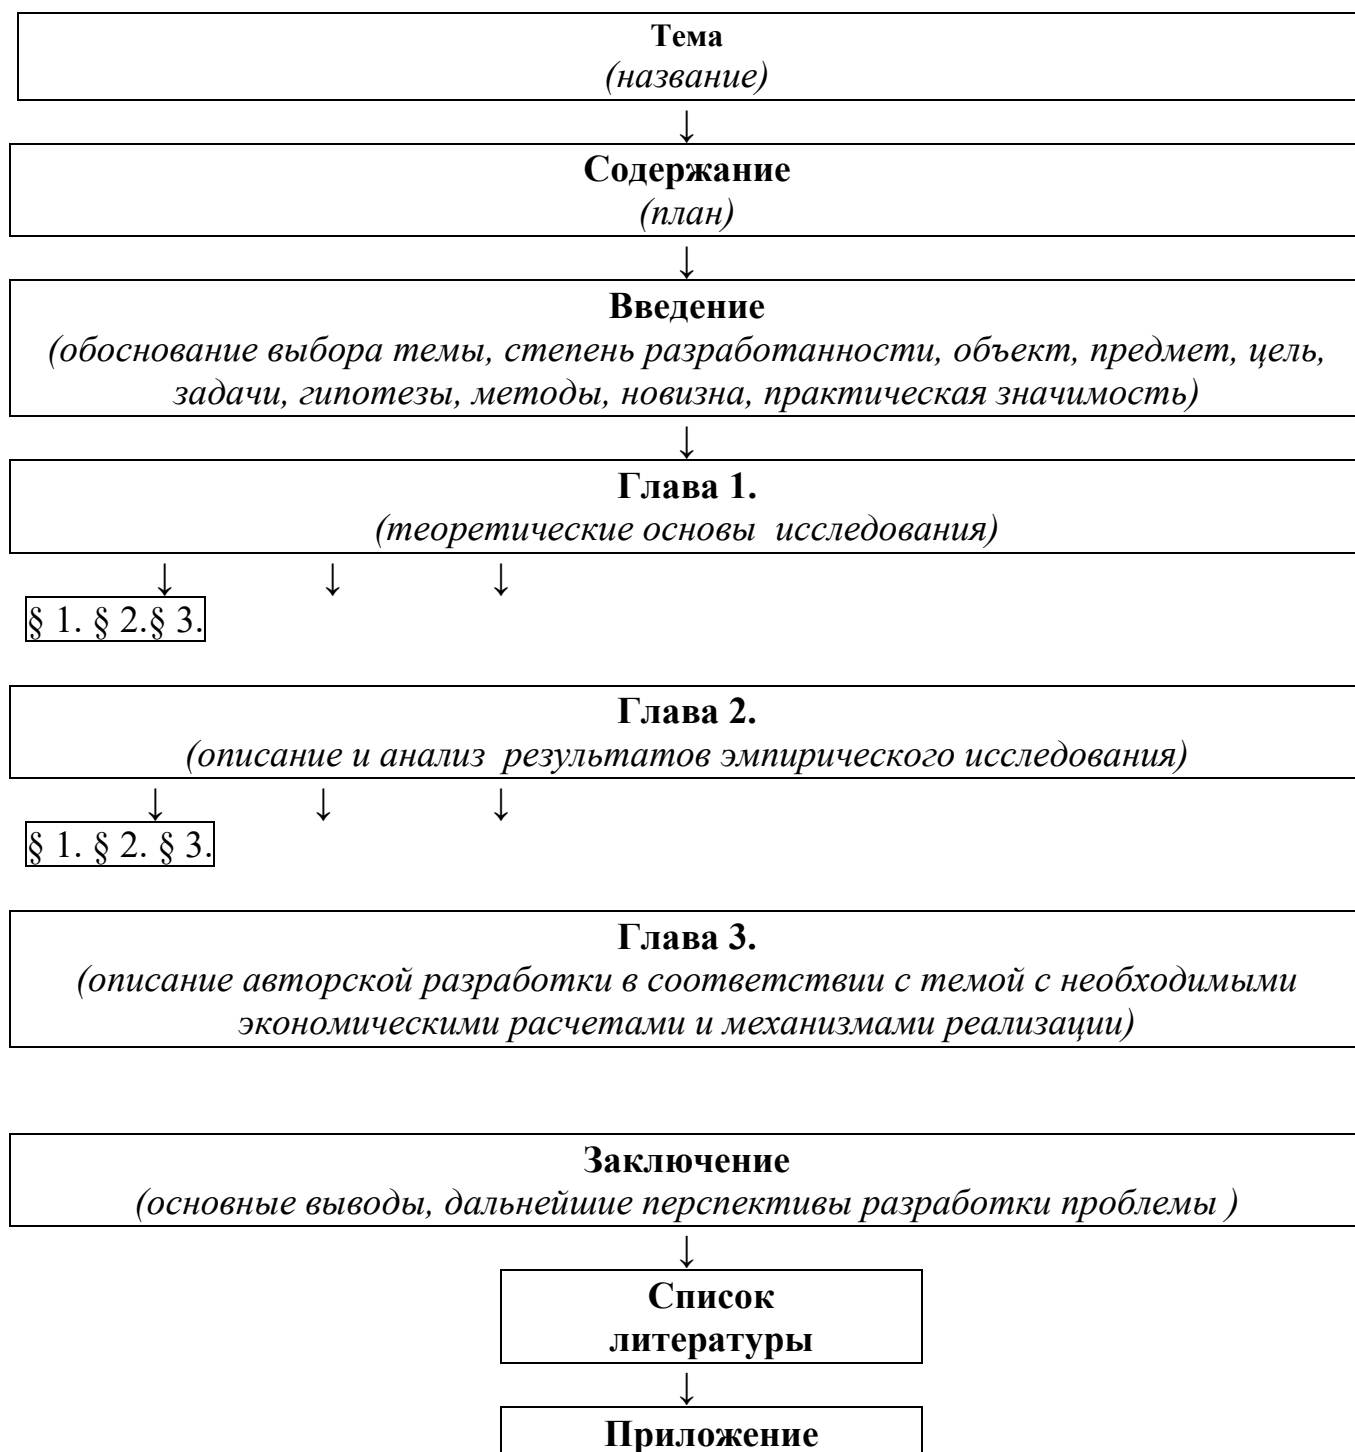 Тема
(название)
↓
Содержание
(план)
↓
Введение
(обоснование выбора темы, степень разработанности, объект, предмет, цель,
задачи, гипотезы, методы, новизна, практическая значимость)
↓
Глава 1.
(теоретические основы исследования)
↓ ↓ ↓
§ 1. § 2.§ 3.
Глава 2.
(описание и анализ результатов эмпирического исследования)
↓ ↓ ↓
§ 1. § 2. § 3.
Глава 3.
(описание авторской разработки в соответствии с темой с необходимыми
экономическими расчетами и механизмами реализации)
Заключение
(основные выводы, дальнейшие перспективы разработки проблемы )
↓
Список
литературы
↓
Приложение